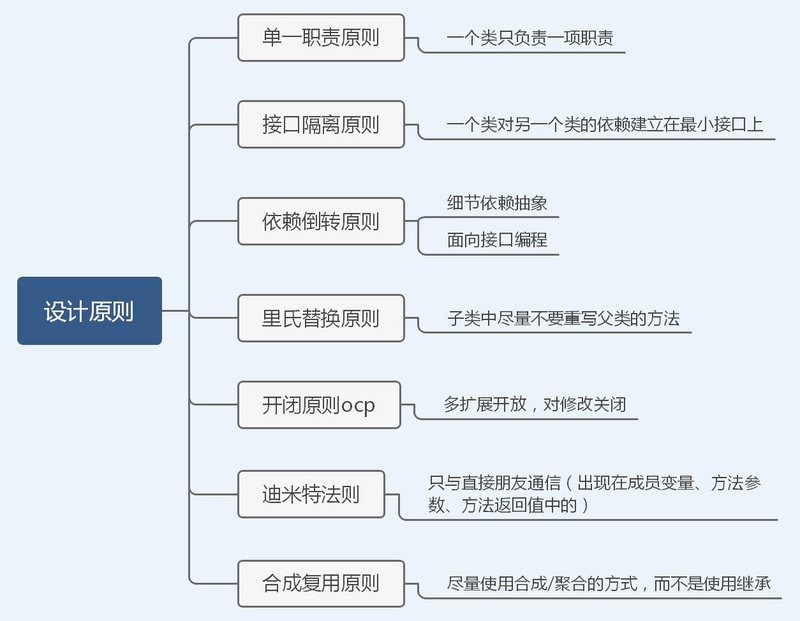 单一职责原则
一个类只负责一项职责
接口隔离原则
一个类对另一个类的依赖建立在最小接口上
依赖倒转原则
细节依赖抽象
面向接口编程
设计原则
里氏替换原则
子类中尽量不要重写父类的方法
开闭原则ocp
多扩展开放，对修改关闭
迪米特法则
只与直接朋友通信（出现在成员变量、方法参
数、方法返回值中的）
合成复用原则
尽量使用合成/聚合的方式，而不是使用继承